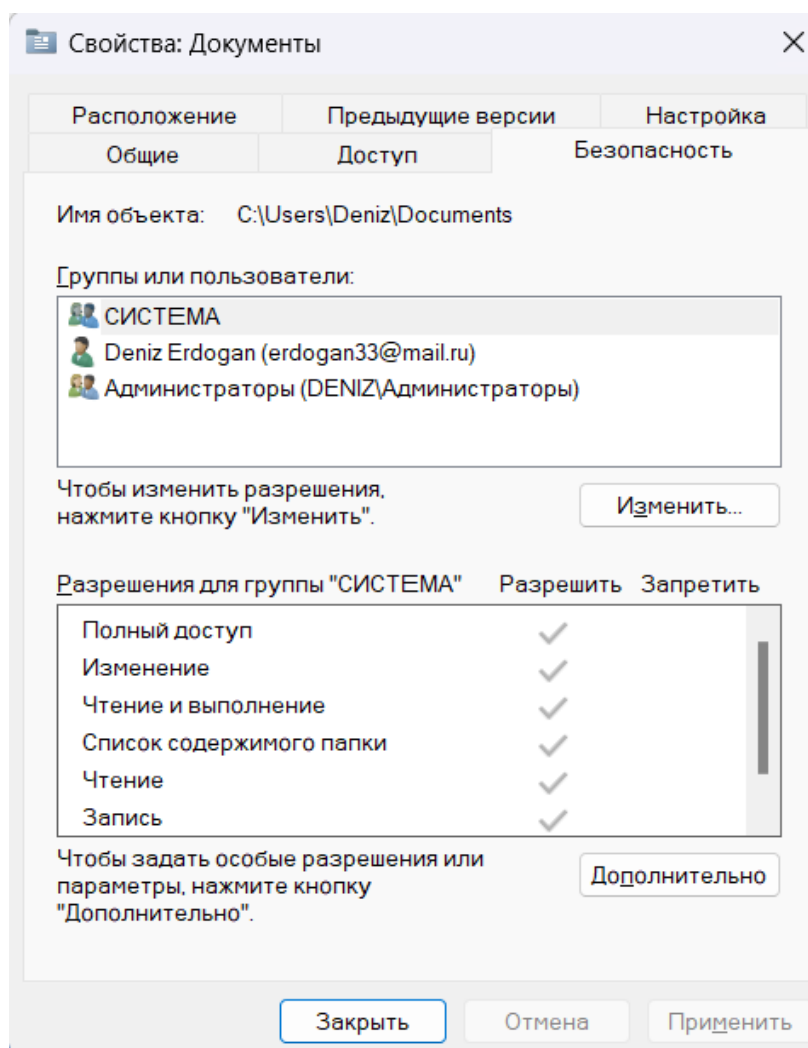 Свойства: Документы
Расположение Предыдущие версии Настройка
Общие Доступ Безопасность
Имя объекта: C:\Users\Deniz\Documents
Группы или пользователи:
СИСТЕМА
Deniz Erdogan (erdogan33@mail.ru)
Администраторы (DENIZ\Администраторы)
Чтобы изменить разрешения,
нажмите кнопку "Изменить".
Изменить...
Разрешения для группы "СИСТЕМА" Разрешить Запретить
Полный доступ
Изменение
Чтение и выполнение
Список содержимого папки
Чтение
Запись
Чтобы задать особые разрешения или
параметры, нажмите кнопку
"Дополнительно".
Дополнительно
Закрыть Отмена Применить